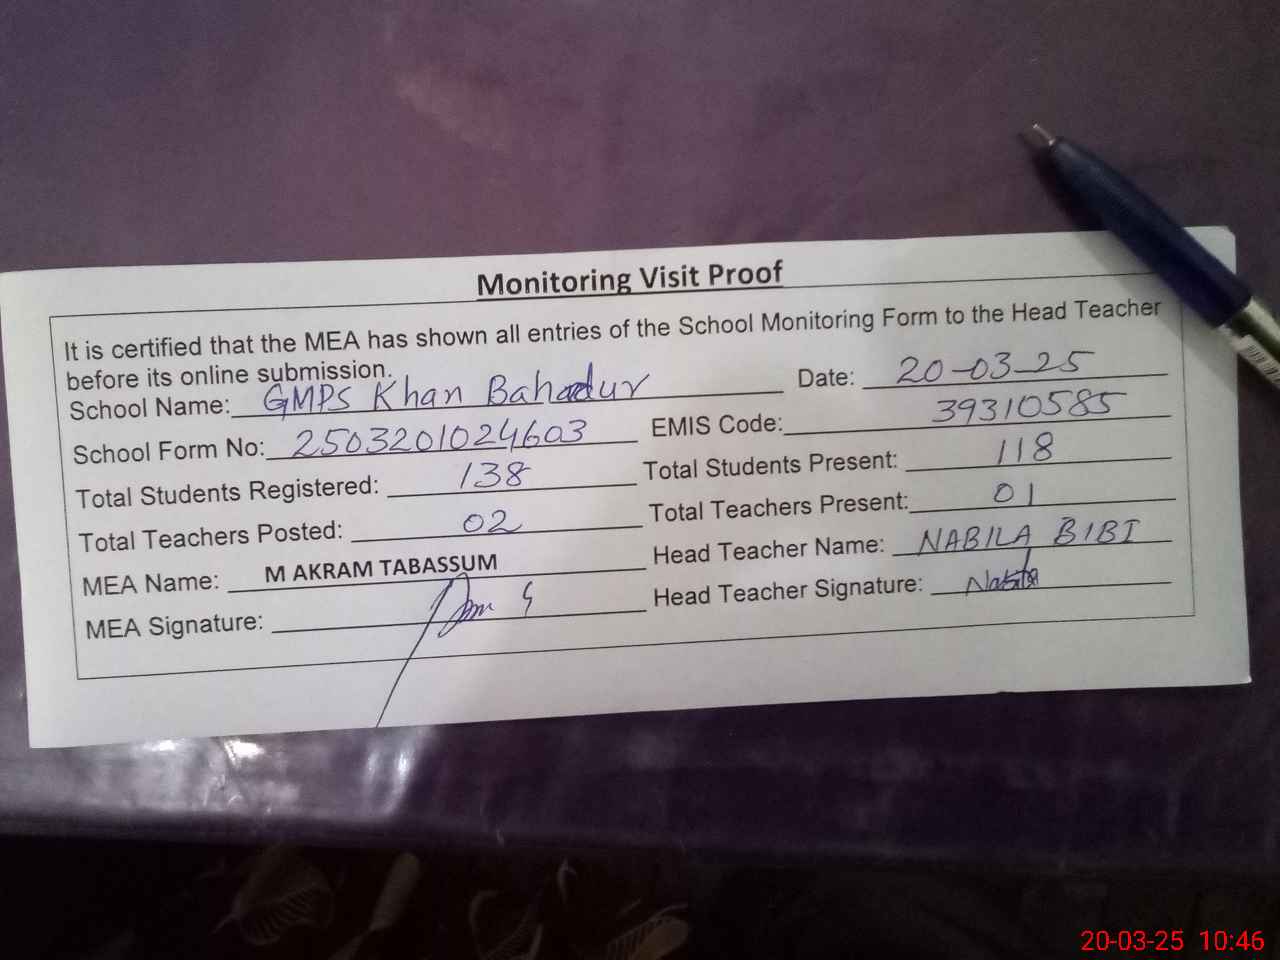 Monitoring Visit Proof
It is certified that the MEA has shown all entries of the School Monitoring Form to the Head Teacher
before its online submission.
School Name: GMPS Khan Bahadur Date: 20-03-25
School Form No: 2503201024603 EMIS Code: 39310585
Total Students Registered: 138 Total Students Present: 118
Total Teachers Posted: 02 Total Teachers Present: 01
MEA Name: M AKRAM TABASSUM Head Teacher Name: NABILA BIBI
MEA Signature: Head Teacher Signature: Nabila
20-03-25 10:46